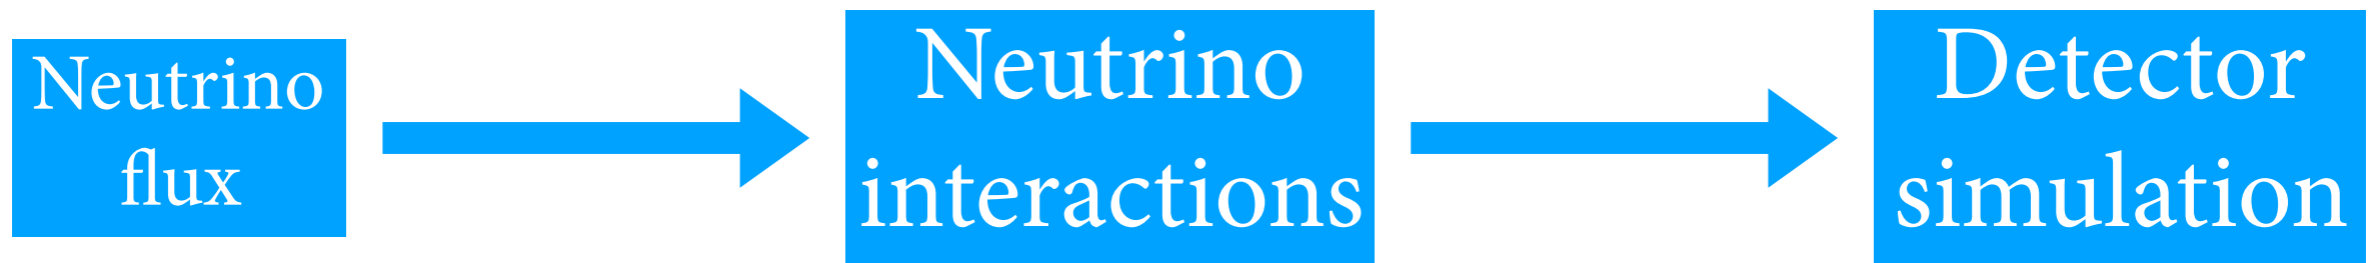 Neutrino
flux
Neutrino
interactions
Detector
simulation